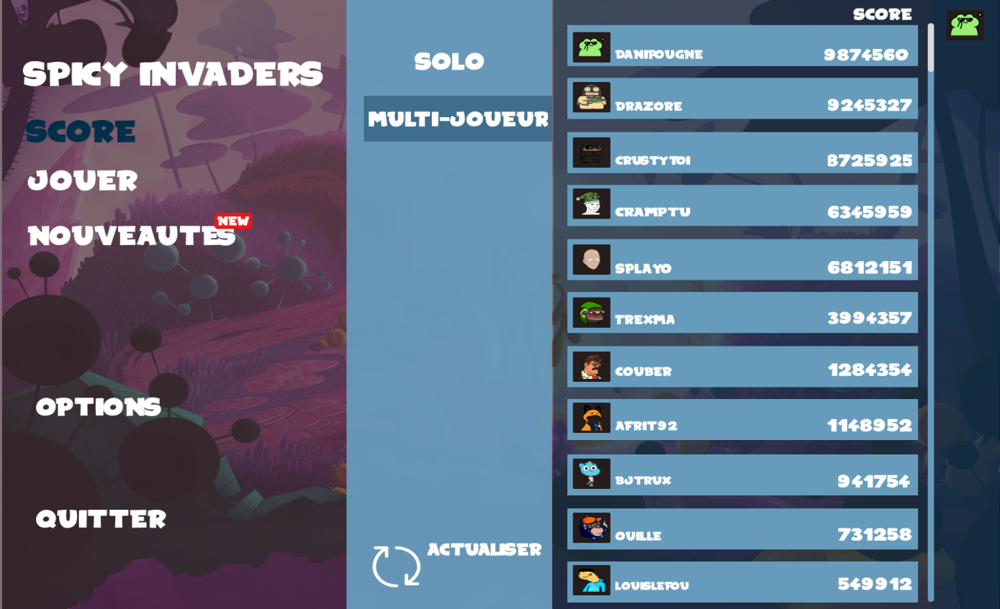 SPICY INVADERS
SCORE
JOUER
NOUVEAUTES
NEW
OPTIONS
QUITTER
SOLO
MULTI-JOUEUR
ACTUALISER
SCORE
DANIPOUGNE 9874560
DRAZORE 9245327
CRUSTYTOI 8725925
CRAMPTU 6345959
SPLAYO 6812151
TREXMA 3994357
COUBER 1284354
AFRIT92 1148952
BJTRUX 941754
OUILLE 731258
LOUISLEFOU 549912